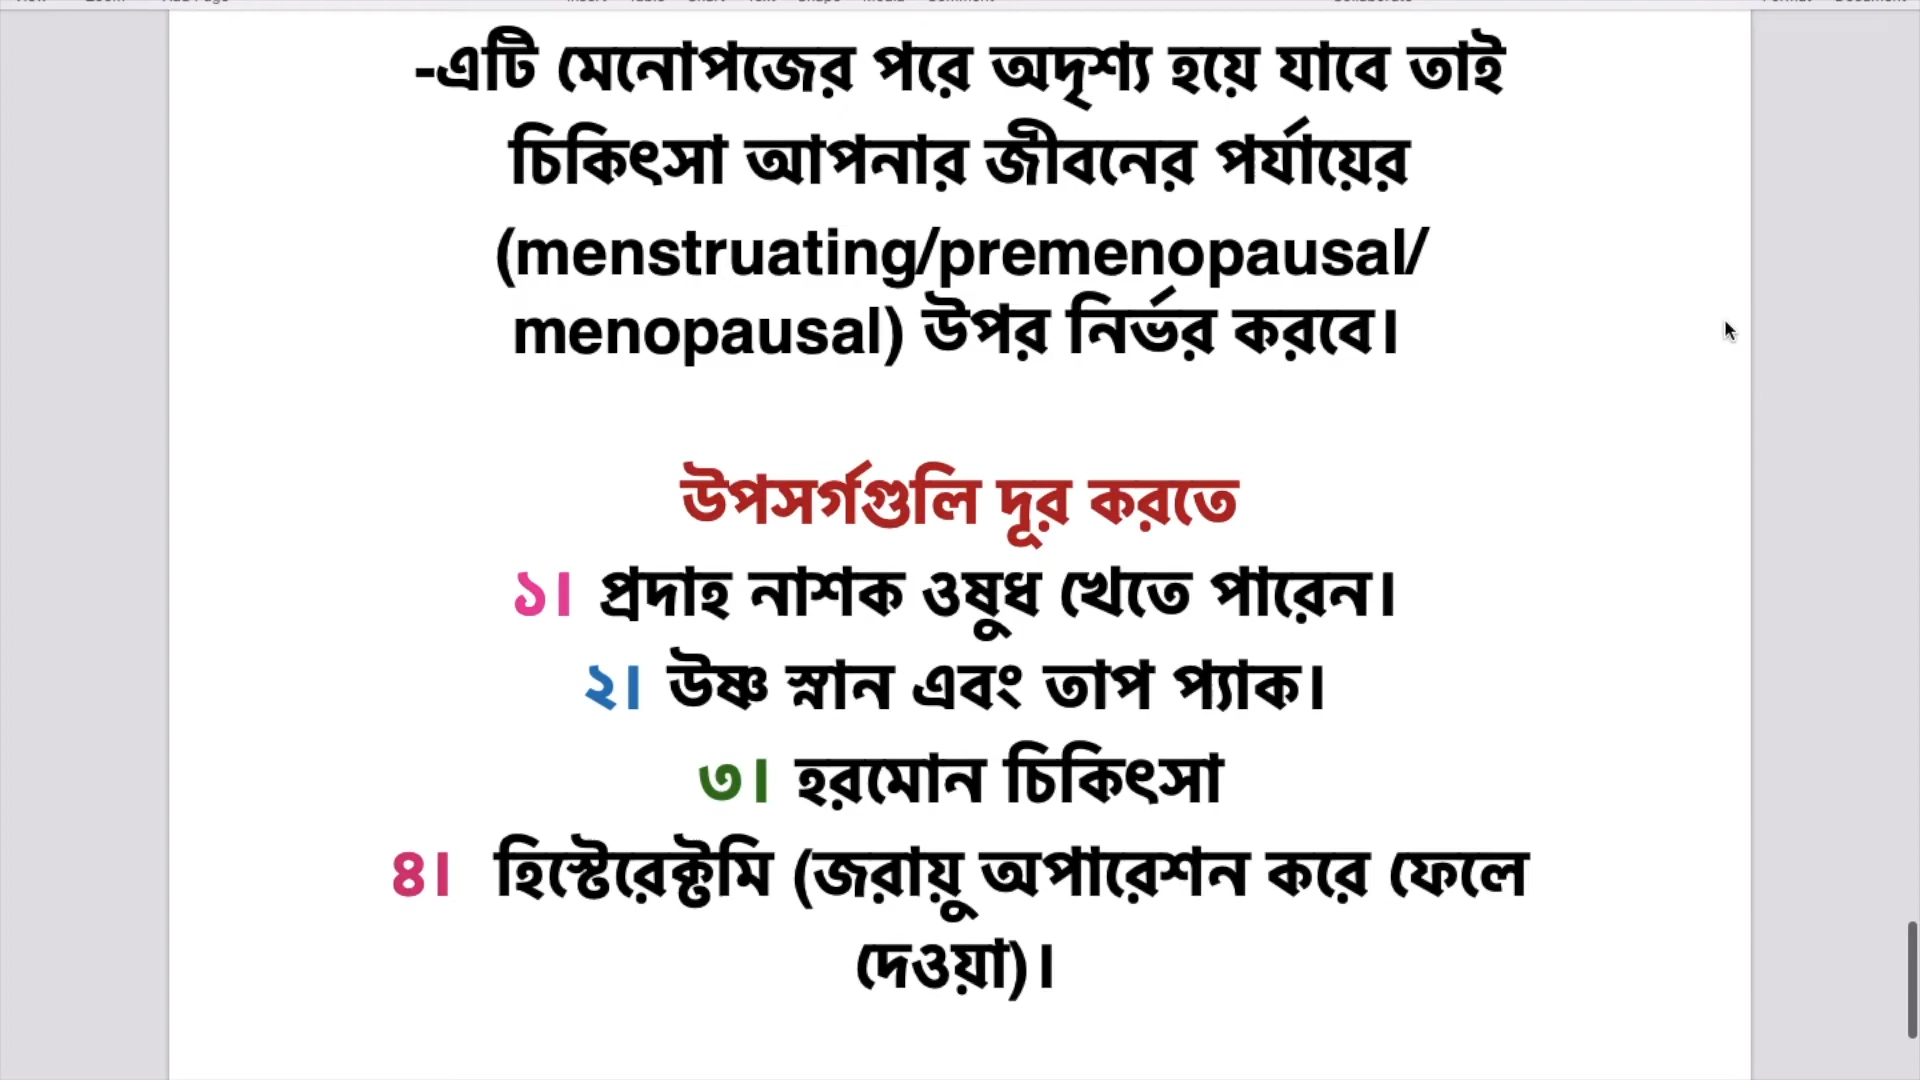 -এটি মেনোপজের পরে অদৃশ্য হয়ে যাবে তাই
চিকিৎসা আপনার জীবনের পর্যায়ের
(menstruating/premenopausal/
menopausal) উপর নির্ভর করবে।
উপসর্গগুলি দূর করতে
১। প্রদাহ নাশক ওষুধ খেতে পারেন।
২। উষ্ণ স্নান এবং তাপ প্যাক।
৩। হরমোন চিকিৎসা
৪। হিস্টেরেক্টমি (জরায়ু অপারেশন করে ফেলে
দেওয়া)।